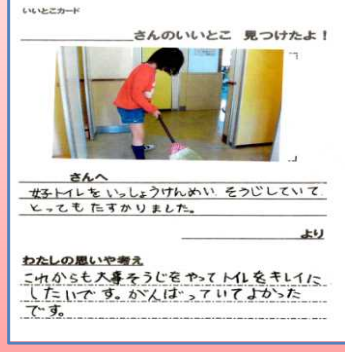 いいとこカード
さんのいいとこ 見つけたよ!
さんへ
女子トイレを いっしょうけんめい そうじしていて
とってもたすかりました。
より
わたしの思いや考え
これからも大事そうじをやってトイレをキレイに
したいです。がんばっていてよかった
です。